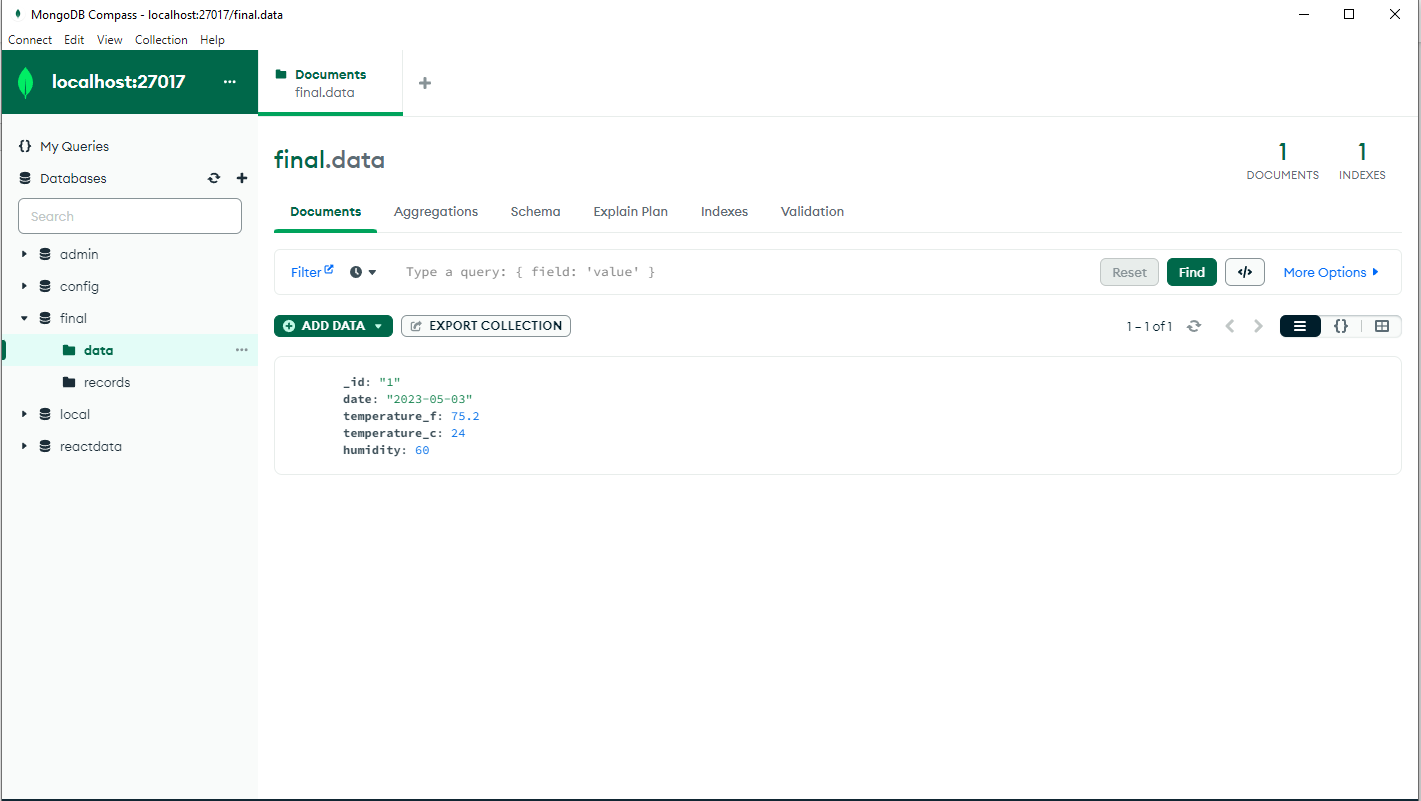 MongoDB Compass - localhost:27017/final.data
Connect Edit View Collection Help
localhost:27017 ...
Documents
final.data
My Queries
Databases
Search
admin
config
final
data
records
local
reactdata
final.data
1 DOCUMENTS
1 INDEXES
Documents Aggregations Schema Explain Plan Indexes Validation
Filter Type a query: { field: 'value' } Reset Find </> More Options
ADD DATA EXPORT COLLECTION 1 – 1 of 1 {}
_id: "1"
date: "2023-05-03"
temperature_f: 75.2
temperature_c: 24
humidity: 60